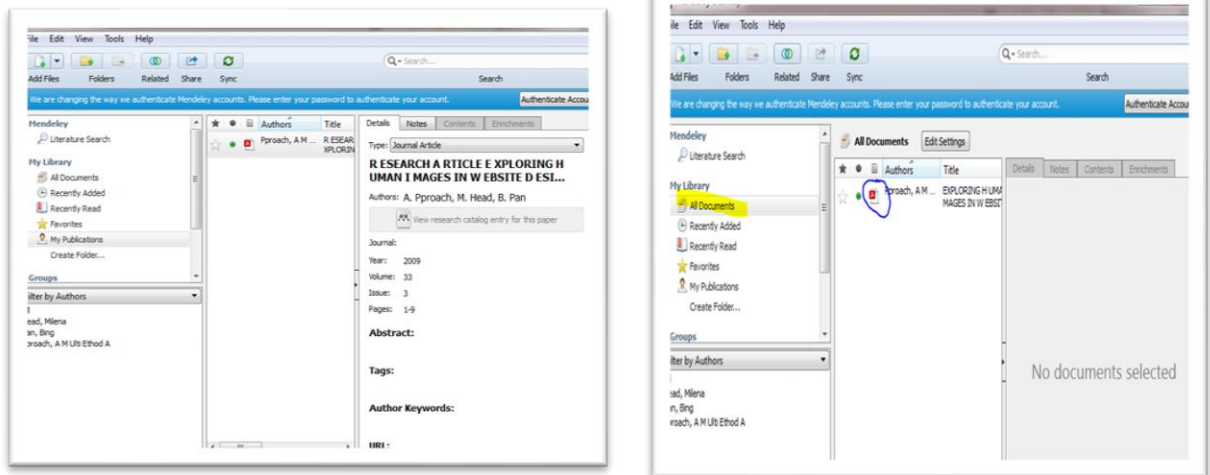 File Edit View Tools Help
Search...
Add Files Folders Related Share Sync Search
We are changing the way we authenticate Mendeley accounts. Please enter your password to authenticate your account. Authenticate Accou
Mendeley
Literature Search
My Library
All Documents
Recently Added
Recently Read
Favorites
My Publications
Create Folder...
Groups
ilter by Authors
ead, Milena
an, Bing
proach, A M Ulti Ethod A
Authors Title
Pproach, A M ... R ESEAR
XPLORIN
Details Notes Contents Enrichments
Type: Journal Article
R ESEARCH A RTICLE E XPLORING H
UMAN I MAGES IN W EBSITE D ESI...
Authors: A. Pproach, M. Head, B. Pan
View research catalog entry for this paper
Journal:
Year: 2009
Volume: 33
Issue: 3
Pages: 1-9
Abstract:
Tags:
Author Keywords:
URL:
ile Edit View Tools Help
Search...
Add Files Folders Related Share Sync Search
We are changing the way we authenticate Mendeley accounts. Please enter your password to authenticate your account. Authenticate Accou
Mendeley
Literature Search
My Library
All Documents
Recently Added
Recently Read
Favorites
My Publications
Create Folder...
Groups
ilter by Authors
ead, Milena
n, Bing
roach, A M Ulti Ethod A
All Documents Edit Settings
Authors Title
Pproach, A M ... EXPLORING H UMA
MAGES IN W EBSIT
Details Notes Contents Enrichments
No documents selected